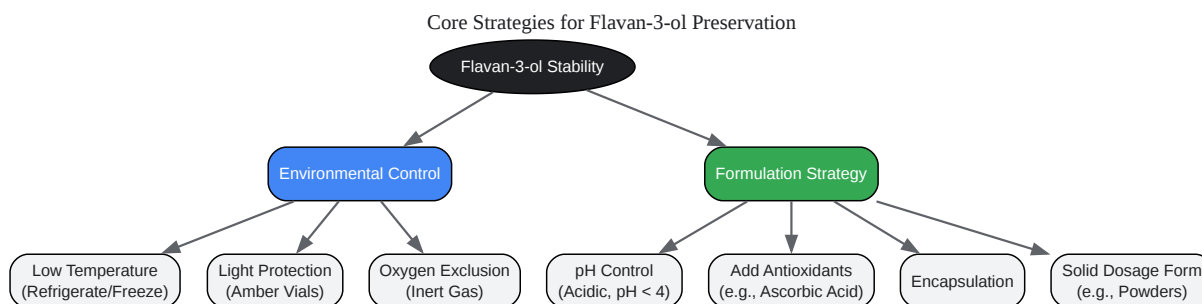 Core Strategies for Flavan-3-ol Preservation
Flavan-3-ol Stability
Environmental Control
Formulation Strategy
Low Temperature
(Refrigerate/Freeze)
Light Protection
(Amber Vials)
Oxygen Exclusion
(Inert Gas)
pH Control
(Acidic, pH < 4)
Add Antioxidants
(e.g., Ascorbic Acid)
Encapsulation
Solid Dosage Form
(e.g., Powders)